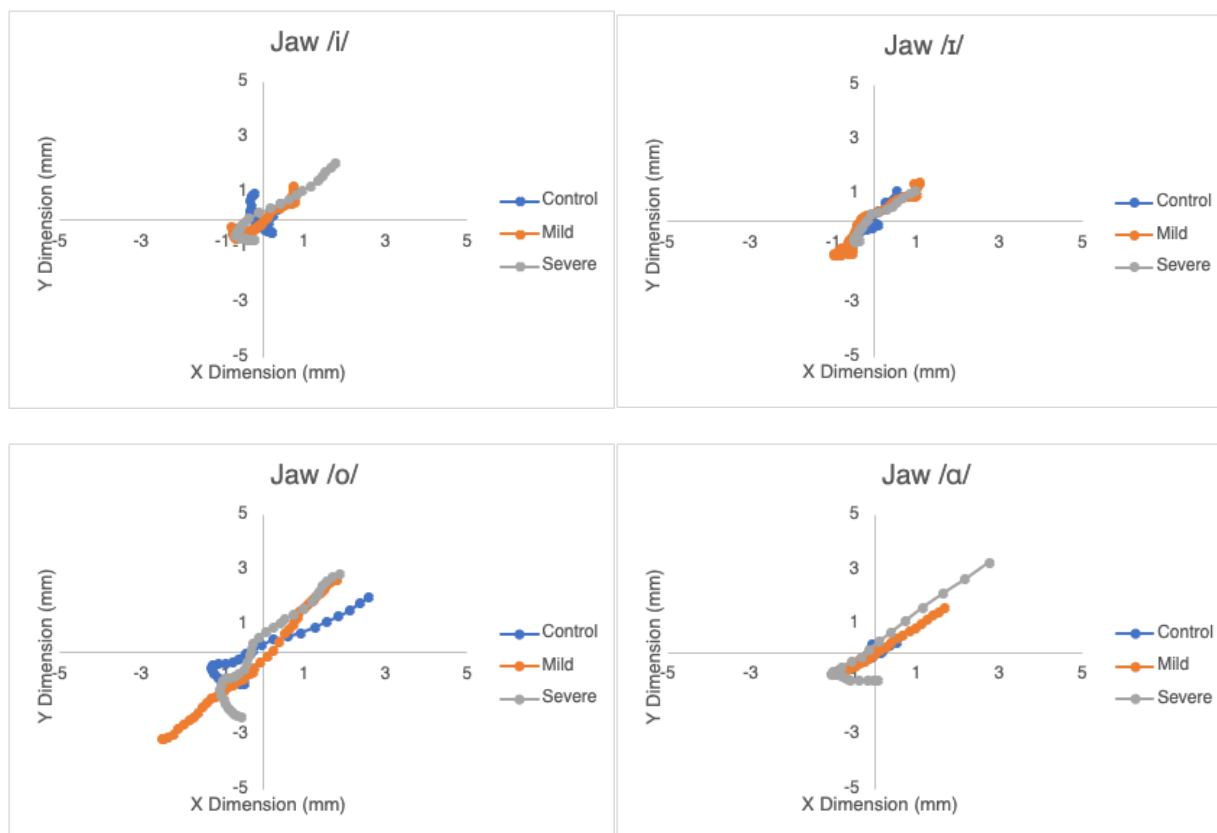 Jaw /i/
5
3
1
-5 -3 -1 1 5
-3
-5
Y Dimension (mm)
X Dimension (mm)
Control
Mild
Severe
Jaw /ɪ/
5
3
1
-5 -3 -1 1 3 5
-3
-5
Y Dimension (mm)
X Dimension (mm)
Control
Mild
Severe
Jaw /o/
5
3
1
-5 -3 1 5
-3
-5
Y Dimension (mm)
X Dimension (mm)
Control
Mild
Severe
Jaw /ɑ/
5
3
1
-5 -3 -1 1 5
-3
-5
Y Dimension (mm)
X Dimension (mm)
Control
Mild
Severe